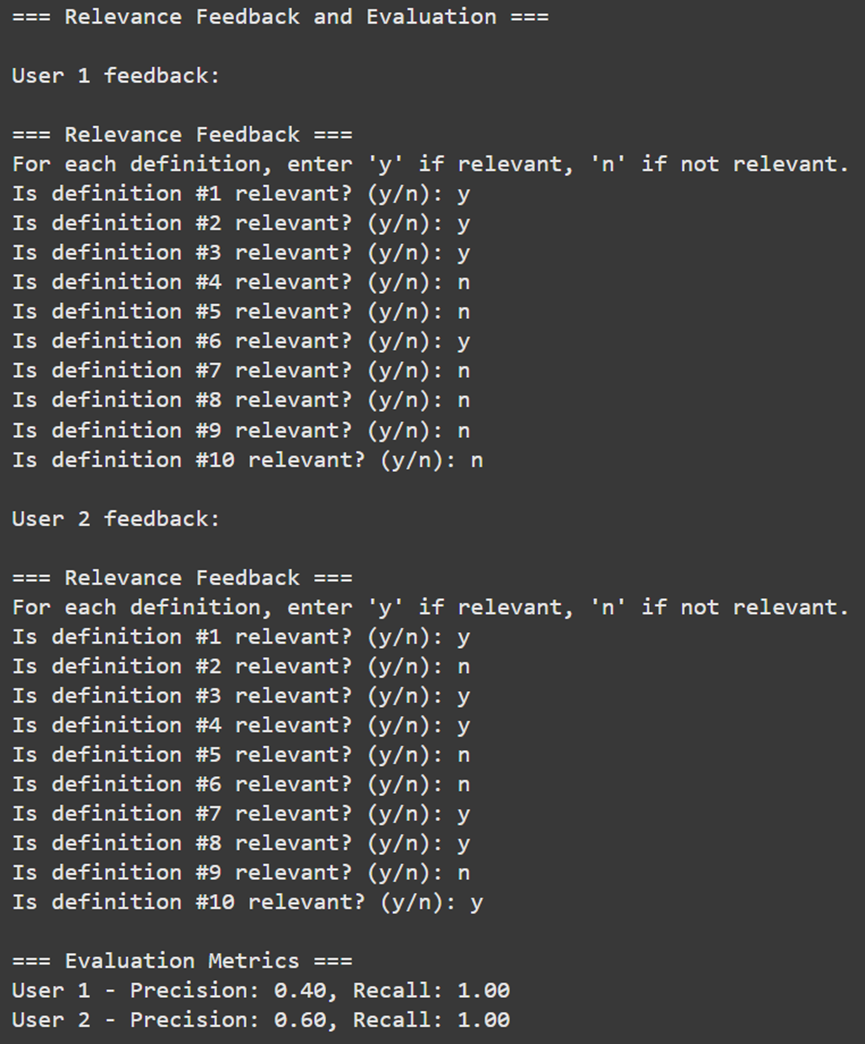 === Relevance Feedback and Evaluation ===
User 1 feedback:
=== Relevance Feedback ===
For each definition, enter 'y' if relevant, 'n' if not relevant.
Is definition #1 relevant? (y/n): y
Is definition #2 relevant? (y/n): y
Is definition #3 relevant? (y/n): y
Is definition #4 relevant? (y/n): n
Is definition #5 relevant? (y/n): n
Is definition #6 relevant? (y/n): y
Is definition #7 relevant? (y/n): n
Is definition #8 relevant? (y/n): n
Is definition #9 relevant? (y/n): n
Is definition #10 relevant? (y/n): n
User 2 feedback:
=== Relevance Feedback ===
For each definition, enter 'y' if relevant, 'n' if not relevant.
Is definition #1 relevant? (y/n): y
Is definition #2 relevant? (y/n): n
Is definition #3 relevant? (y/n): y
Is definition #4 relevant? (y/n): y
Is definition #5 relevant? (y/n): n
Is definition #6 relevant? (y/n): n
Is definition #7 relevant? (y/n): y
Is definition #8 relevant? (y/n): y
Is definition #9 relevant? (y/n): n
Is definition #10 relevant? (y/n): y
=== Evaluation Metrics ===
User 1 - Precision: 0.40, Recall: 1.00
User 2 - Precision: 0.60, Recall: 1.00